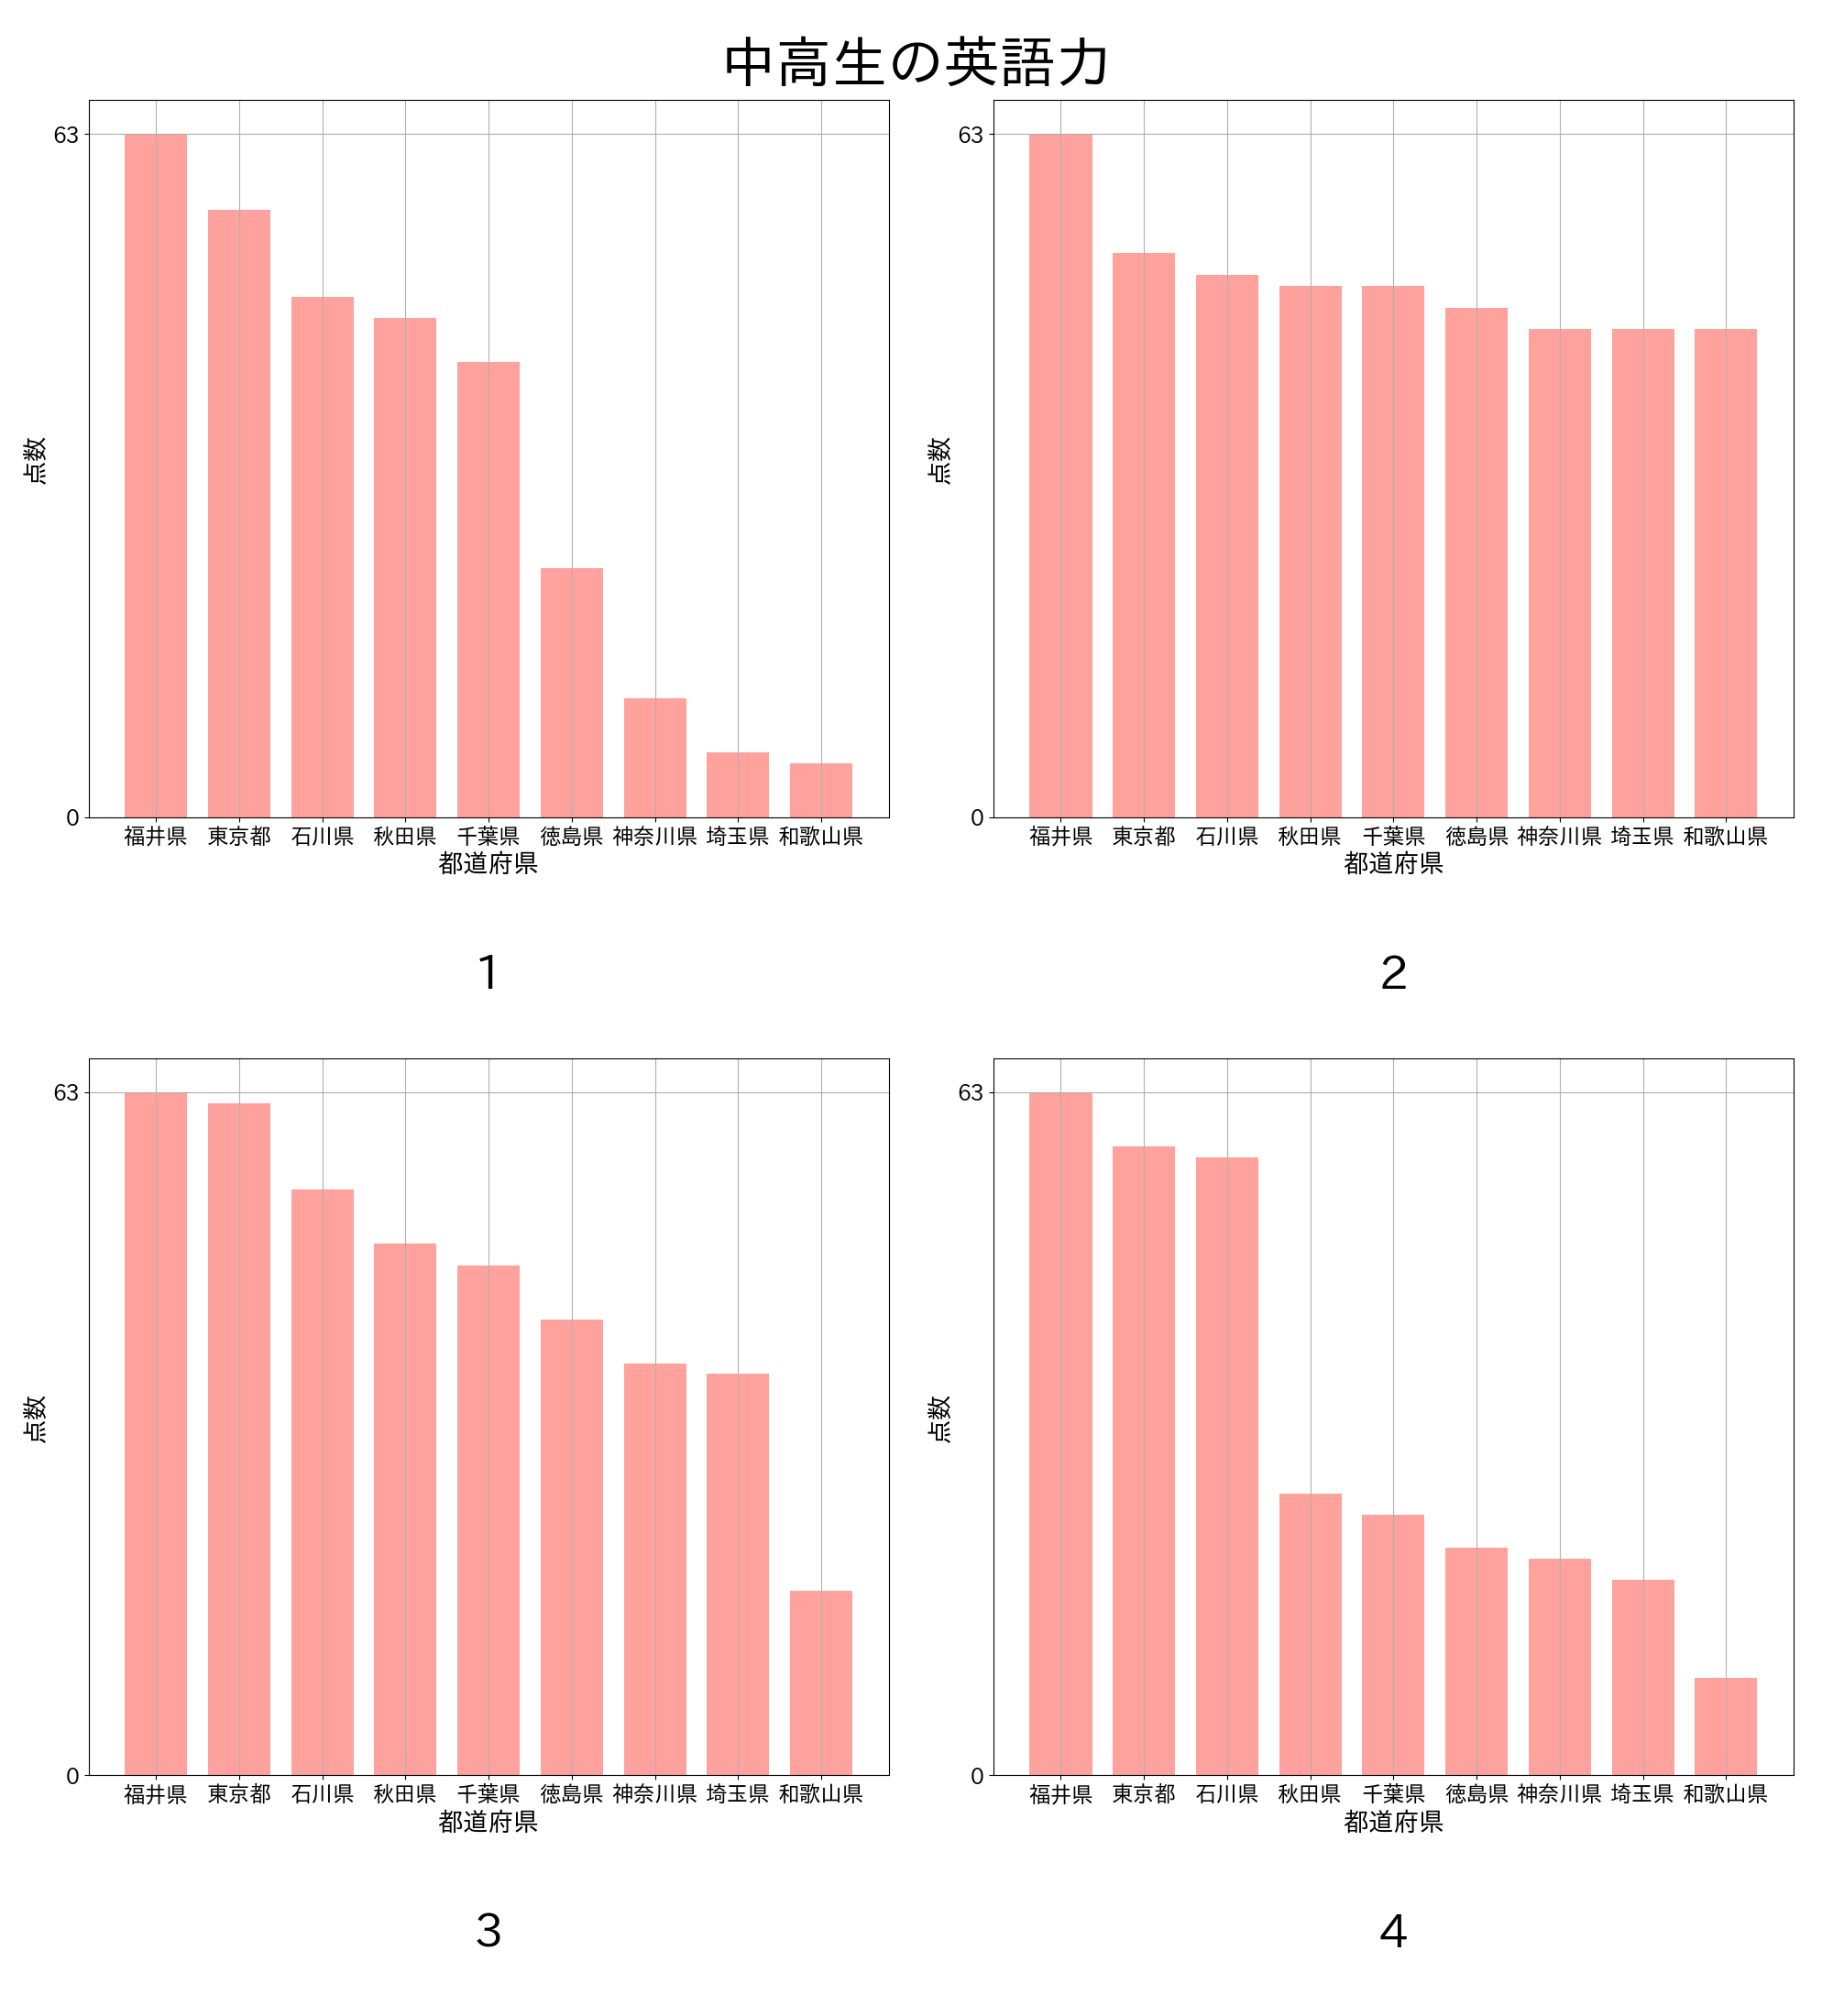 中高生の英語力
63
点数
0
福井県 東京都 石川県 秋田県 千葉県 徳島県 神奈川県 埼玉県 和歌山県
都道府県
1
63
点数
0
福井県 東京都 石川県 秋田県 千葉県 徳島県 神奈川県 埼玉県 和歌山県
都道府県
2
63
点数
0
福井県 東京都 石川県 秋田県 千葉県 徳島県 神奈川県 埼玉県 和歌山県
都道府県
3
63
点数
0
福井県 東京都 石川県 秋田県 千葉県 徳島県 神奈川県 埼玉県 和歌山県
都道府県
4